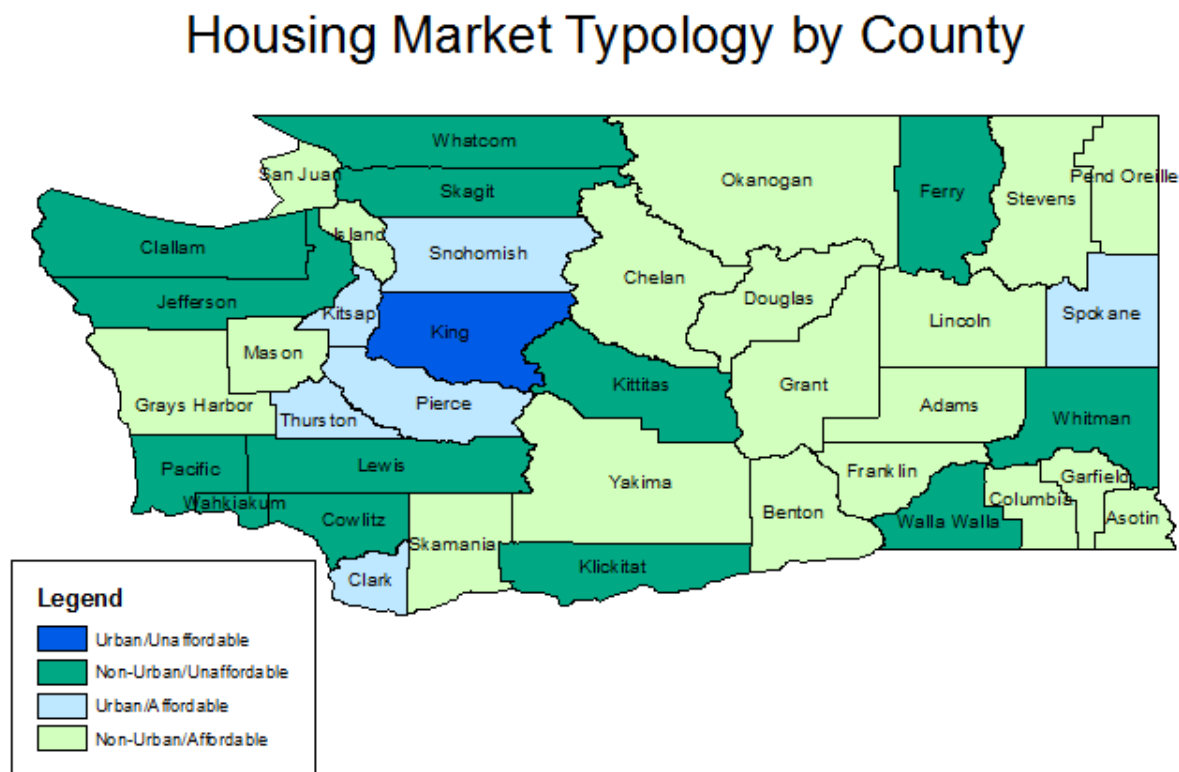 Housing Market Typology by County
Whatcom
San Juan
Skagit
Okanogan
Ferry
Stevens
Pend Oreille
Clallam
Island
Snohomish
Chelan
Douglas
Jefferson
Kitsap
King
Lincoln
Spokane
Mason
Kittitas
Grant
Grays Harbor
Thurston
Pierce
Adams
Whitman
Pacific
Lewis
Yakima
Franklin
Garfield
Wahkiakum
Cowlitz
Benton
Walla Walla
Columbia
Asotin
Skamania
Clark
Klickitat
Legend
Urban/Unaffordable
Non-Urban/Unaffordable
Urban/Affordable
Non-Urban/Affordable